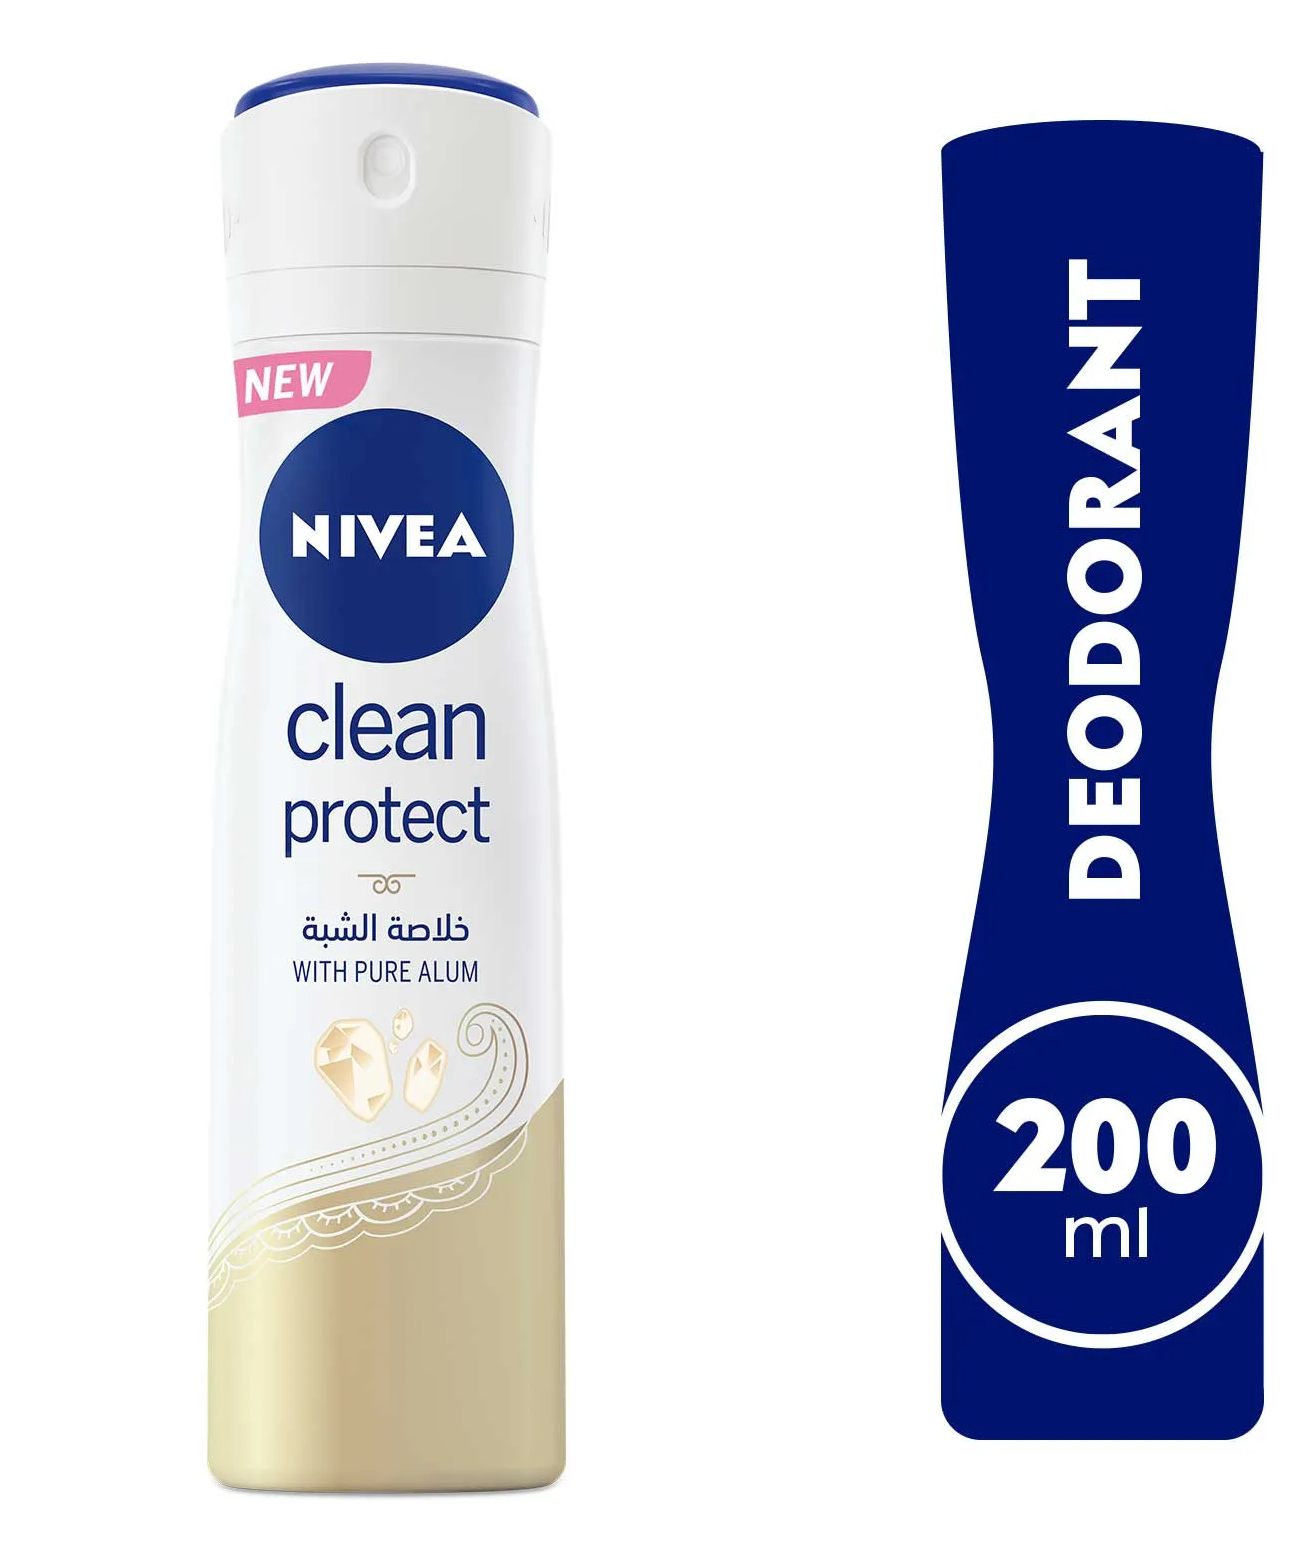 NEW
NIVEA
clean
protect
خلاصة الشبة
WITH PURE ALUM
DEODORANT
200
ml